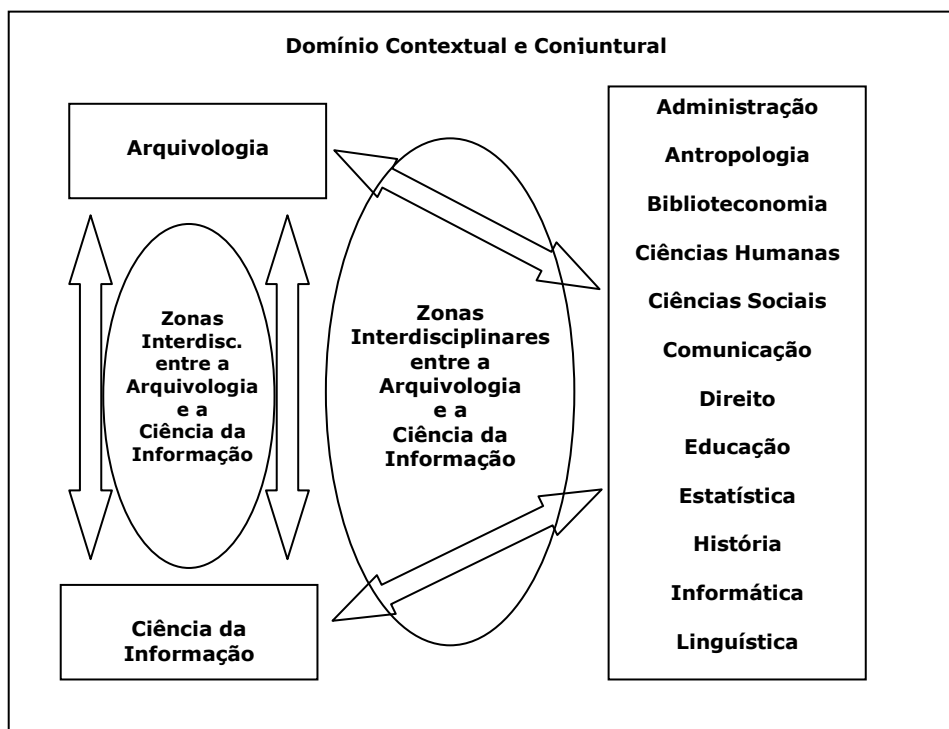 Domínio Contextual e Conjuntural
Arquivologia
Zonas
Interdisc.
entre a
Arquivologia
e a
Ciência da
Informação
Ciência da
Informação
Zonas
Interdisciplinares
entre a
Arquivologia
e a
Ciência da
Informação
Administração
Antropologia
Biblioteconomia
Ciências Humanas
Ciências Sociais
Comunicação
Direito
Educação
Estatística
História
Informática
Linguística